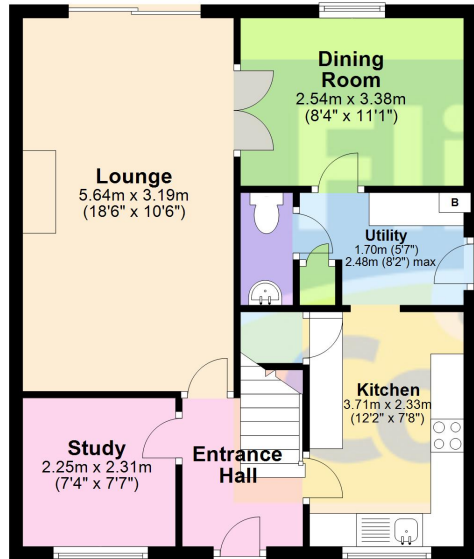 Dining
Room
2.54m x 3.38m
(8'4" x 11'1")
Lounge
5.64m x 3.19m
(18'6" x 10'6")
B
Utility
1.70m (5'7")
2.48m (8'2") max
Kitchen
3.71m x 2.33m
(12'2" x 7'8")
Study
2.25m x 2.31m
(7'4" x 7'7")
Entrance
Hall